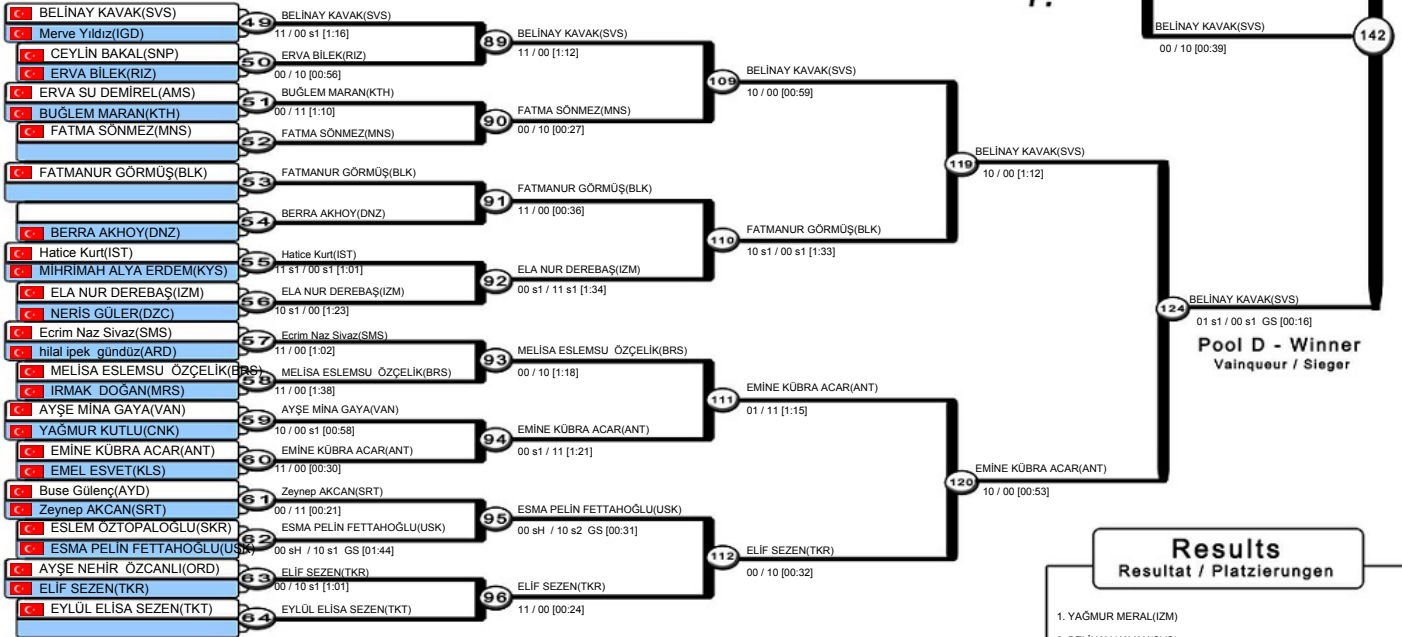 BELİNAY KAVAK(SVS)
Merve Yıldız(IGD)
CEYLİN BAKAL(SNP)
ERVA BİLEK(RIZ)
ERVA SU DEMİREL(AMS)
BUĞLEM MARAN(KTH)
FATMA SÖNMEZ(MNS)
FATMANUR GÖRMÜŞ(BLK)
BERRA AKHOY(DNZ)
Hatice Kurt(IST)
MİHRİMAH ALYA ERDEM(KYS)
ELA NUR DEREBAŞ(IZM)
NERİS GÜLER(DZC)
Ecrim Naz Sivaz(SMS)
hilal ipek gündüz(ARD)
MELİSA ESLEMSU ÖZÇELİK(BRS)
IRMAK DOĞAN(MRS)
AYŞE MİNA GAYA(VAN)
YAĞMUR KUTLU(CNK)
EMİNE KÜBRA ACAR(ANT)
EMEL ESVET(KLS)
Buse Gülenç(AYD)
Zeynep AKCAN(SRT)
ESLEM ÖZTOPALOĞLU(SKR)
ESMA PELİN FETTAHOĞLU(USK)
AYŞE NEHİR ÖZCANLI(ORD)
ELİF SEZEN(TKR)
EYLÜL ELİSA SEZEN(TKT)
49
BELİNAY KAVAK(SVS)
11 / 00 s1 [1:16]
50
ERVA BİLEK(RIZ)
00 / 10 [00:56]
51
BUĞLEM MARAN(KTH)
00 / 11 [1:10]
52
FATMA SÖNMEZ(MNS)
53
FATMANUR GÖRMÜŞ(BLK)
54
BERRA AKHOY(DNZ)
55
Hatice Kurt(IST)
11 s1 / 00 s1 [1:01]
56
ELA NUR DEREBAŞ(IZM)
10 s1 / 00 [1:23]
57
Ecrim Naz Sivaz(SMS)
11 / 00 [1:02]
58
MELİSA ESLEMSU ÖZÇELİK(BRS)
11 / 00 [1:38]
59
AYŞE MİNA GAYA(VAN)
10 / 00 s1 [00:58]
60
EMİNE KÜBRA ACAR(ANT)
11 / 00 [00:30]
61
Zeynep AKCAN(SRT)
00 / 11 [00:21]
62
ESMA PELİN FETTAHOĞLU(USK)
00 sH / 10 s1 GS [01:44]
63
ELİF SEZEN(TKR)
00 / 10 s1 [1:01]
64
EYLÜL ELİSA SEZEN(TKT)
89
BELİNAY KAVAK(SVS)
11 / 00 [1:12]
90
FATMA SÖNMEZ(MNS)
00 / 10 [00:27]
91
FATMANUR GÖRMÜŞ(BLK)
11 / 00 [00:36]
92
ELA NUR DEREBAŞ(IZM)
00 s1 / 11 s1 [1:34]
93
MELİSA ESLEMSU ÖZÇELİK(BRS)
00 / 10 [1:18]
94
EMİNE KÜBRA ACAR(ANT)
00 s1 / 11 [1:21]
95
ESMA PELİN FETTAHOĞLU(USK)
00 sH / 10 s2 GS [00:31]
96
ELİF SEZEN(TKR)
11 / 00 [00:24]
109
BELİNAY KAVAK(SVS)
10 / 00 [00:59]
110
FATMANUR GÖRMÜŞ(BLK)
10 s1 / 00 s1 [1:33]
111
EMİNE KÜBRA ACAR(ANT)
01 / 11 [1:15]
112
ELİF SEZEN(TKR)
00 / 10 [00:32]
119
BELİNAY KAVAK(SVS)
10 / 00 [1:12]
120
EMİNE KÜBRA ACAR(ANT)
10 / 00 [00:53]
124
BELİNAY KAVAK(SVS)
01 s1 / 00 s1 GS [00:16]
Pool D - Winner
Vainqueur / Sieger
BELİNAY KAVAK(SVS)
00 / 10 [00:39]
142
Results
Resultat / Platzierungen
1. YAĞMUR MERAL(IZM)